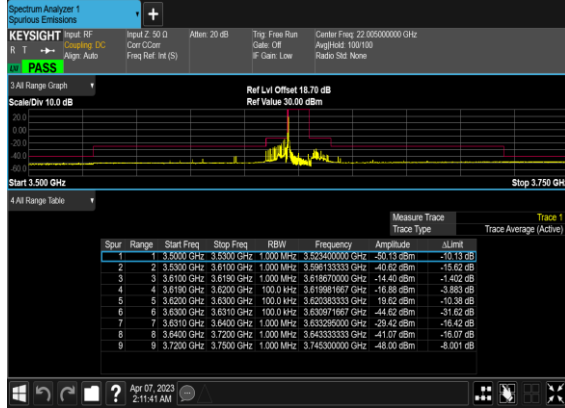 Spectrum Analyzer 1
Spurious Emissions
+
KEYSIGHT Input: RF Input Z: 50 Ω Atten: 20 dB Trig: Free Run Center Freq: 22.005000000 GHz
R T Coupling: DC Corr CCorr Gate: Off Avg|Hold: 100/100
Align: Auto Freq Ref: Int (S) IF Gain: Low Radio Std: None
PASS
3 All Range Graph
Ref Lvl Offset 18.70 dB
Scale/Div 10.0 dB Ref Value 30.00 dBm
20.0
0.00
-20.0
-40.0
-60.0
Start 3.500 GHz Stop 3.750 GH
4 All Range Table
Measure Trace Trace 1
Trace Type Trace Average (Active)
Spur Range Start Freq Stop Freq RBW Frequency Amplitude ΔLimit
1 1 3.5000 GHz 3.5300 GHz 1.000 MHz 3.523400000 GHz -50.13 dBm -10.13 dB
2 2 3.5300 GHz 3.6100 GHz 1.000 MHz 3.596133333 GHz -40.62 dBm -15.62 dB
3 3 3.6100 GHz 3.6190 GHz 1.000 MHz 3.618670000 GHz -14.40 dBm -1.402 dB
4 4 3.6190 GHz 3.6200 GHz 100.0 kHz 3.619981667 GHz -16.88 dBm -3.883 dB
5 5 3.6200 GHz 3.6300 GHz 100.0 kHz 3.620383333 GHz 19.62 dBm -10.38 dB
6 6 3.6300 GHz 3.6310 GHz 100.0 kHz 3.630971667 GHz -44.62 dBm -31.62 dB
7 7 3.6310 GHz 3.6400 GHz 1.000 MHz 3.633295000 GHz -29.42 dBm -16.42 dB
8 8 3.6400 GHz 3.7200 GHz 1.000 MHz 3.643333333 GHz -41.07 dBm -16.07 dB
9 9 3.7200 GHz 3.7500 GHz 1.000 MHz 3.745300000 GHz -48.00 dBm -8.001 dB
? Apr 07, 2023
2:11:41 AM